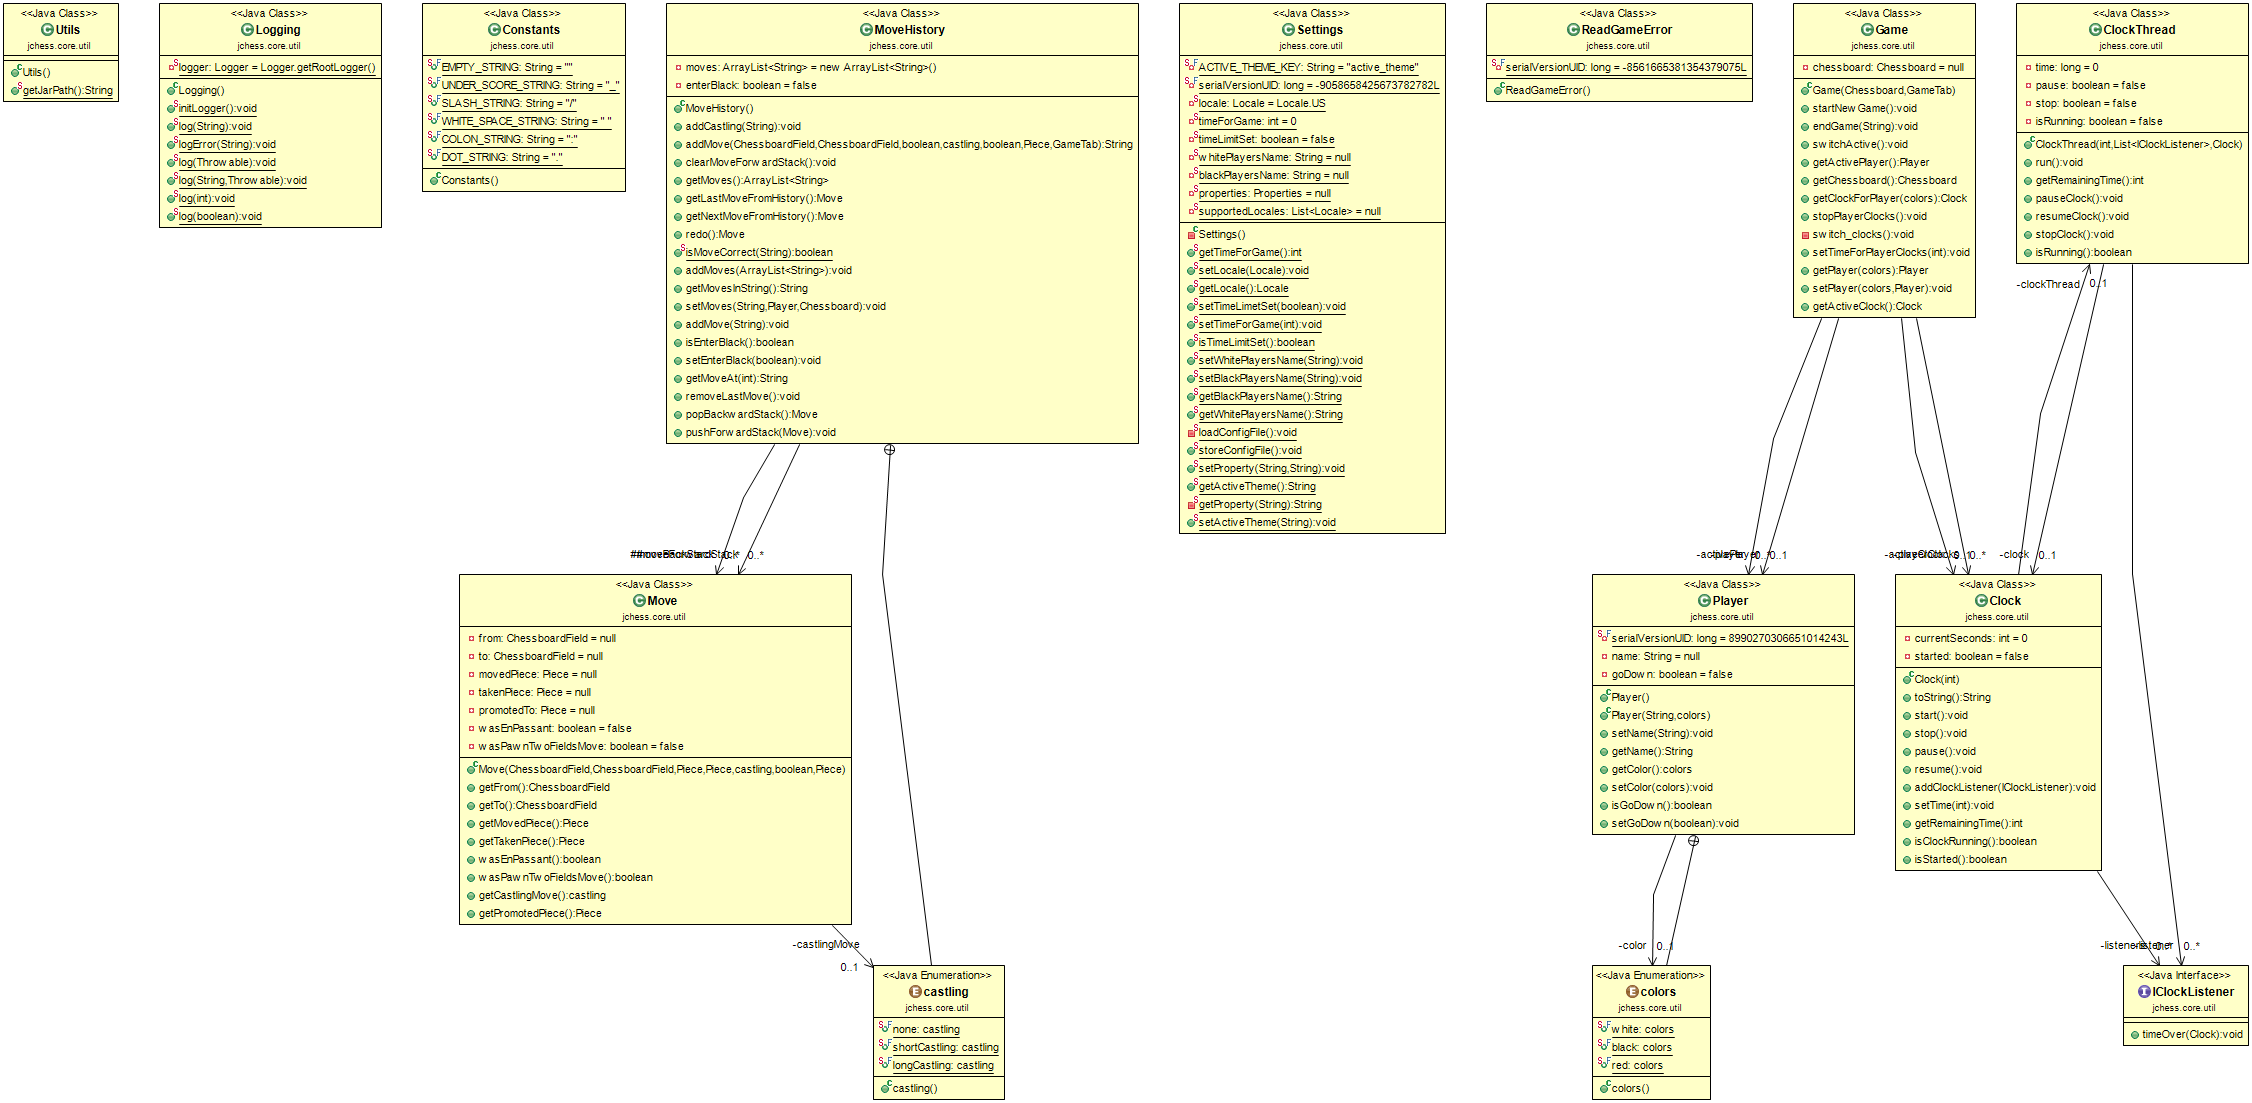 <<Java Class>>
Utils
jchess.core.util
Utils()
getJarPath():String
<<Java Class>>
Logging
jchess.core.util
logger: Logger = Logger.getRootLogger()
Logging()
initLogger():void
log(String):void
logError(String):void
log(Throwable):void
log(String,Throwable):void
log(int):void
log(boolean):void
<<Java Class>>
Constants
jchess.core.util
EMPTY_STRING: String = ""
UNDER_SCORE_STRING: String = "_"
SLASH_STRING: String = "/"
WHITE_SPACE_STRING: String = " "
COLON_STRING: String = ":"
DOT_STRING: String = "."
Constants()
<<Java Class>>
MoveHistory
jchess.core.util
moves: ArrayList<String> = new ArrayList<String>()
enterBlack: boolean = false
MoveHistory()
addCastling(String):void
addMove(ChessboardField,ChessboardField,boolean,castling,boolean,Piece,GameTab):String
clearMoveForwardStack():void
getMoves():ArrayList<String>
getLastMoveFromHistory():Move
getNextMoveFromHistory():Move
redo():Move
isMoveCorrect(String):boolean
addMoves(ArrayList<String>):void
getMovesInString():String
setMoves(String,Player,Chessboard):void
addMove(String):void
isEnterBlack():boolean
setEnterBlack(boolean):void
getMoveAt(int):String
removeLastMove():void
popBackwardStack():Move
pushForwardStack(Move):void
<<Java Class>>
Settings
jchess.core.util
ACTIVE_THEME_KEY: String = "active_theme"
serialVersionUID: long = -9058658425673782782L
locale: Locale = Locale.US
timeForGame: int = 0
timeLimitSet: boolean = false
whitePlayersName: String = null
blackPlayersName: String = null
properties: Properties = null
supportedLocales: List<Locale> = null
Settings()
getTimeForGame():int
setLocale(Locale):void
getLocale():Locale
setTimeLimetSet(boolean):void
setTimeForGame(int):void
isTimeLimitSet():boolean
setWhitePlayersName(String):void
setBlackPlayersName(String):void
getBlackPlayersName():String
getWhitePlayersName():String
loadConfigFile():void
storeConfigFile():void
setProperty(String,String):void
getActiveTheme():String
getProperty(String):String
setActiveTheme(String):void
<<Java Class>>
ReadGameError
jchess.core.util
serialVersionUID: long = -8561665381354379075L
ReadGameError()
<<Java Class>>
Game
jchess.core.util
chessboard: Chessboard = null
Game(Chessboard,GameTab)
startNewGame():void
endGame(String):void
switchActive():void
getActivePlayer():Player
getChessboard():Chessboard
getClockForPlayer(colors):Clock
stopPlayerClocks():void
switch_clocks():void
setTimeForPlayerClocks(int):void
getPlayer(colors):Player
setPlayer(colors,Player):void
getActiveClock():Clock
<<Java Class>>
ClockThread
jchess.core.util
time: long = 0
pause: boolean = false
stop: boolean = false
isRunning: boolean = false
ClockThread(int,List<IClockListener>,Clock)
run():void
getRemainingTime():int
pauseClock():void
resumeClock():void
stopClock():void
isRunning():boolean
-clockThread 0..1
0..* 0..*
0..* 0..1
0..1 0..*
-clock 0..1
<<Java Class>>
Move
jchess.core.util
from: ChessboardField = null
to: ChessboardField = null
movedPiece: Piece = null
takenPiece: Piece = null
promotedTo: Piece = null
wasEnPassant: boolean = false
wasPawnTwoFieldsMove: boolean = false
Move(ChessboardField,ChessboardField,Piece,Piece,castling,boolean,Piece)
getFrom():ChessboardField
getTo():ChessboardField
getMovedPiece():Piece
getTakenPiece():Piece
wasEnPassant():boolean
wasPawnTwoFieldsMove():boolean
getCastlingMove():castling
getPromotedPiece():Piece
<<Java Class>>
Player
jchess.core.util
serialVersionUID: long = 8990270306651014243L
name: String = null
goDown: boolean = false
Player()
Player(String,colors)
setName(String):void
getName():String
getColor():colors
setColor(colors):void
isGoDown():boolean
setGoDown(boolean):void
<<Java Class>>
Clock
jchess.core.util
currentSeconds: int = 0
started: boolean = false
Clock(int)
toString():String
start():void
stop():void
pause():void
resume():void
addClockListener(IClockListener):void
setTime(int):void
getRemainingTime():int
isClockRunning():boolean
isStarted():boolean
-castlingMove
0..1
-color 0..1
0..*
<<Java Enumeration>>
castling
jchess.core.util
none: castling
shortCastling: castling
longCastling: castling
castling()
<<Java Enumeration>>
colors
jchess.core.util
white: colors
black: colors
red: colors
colors()
<<Java Interface>>
IClockListener
jchess.core.util
timeOver(Clock):void